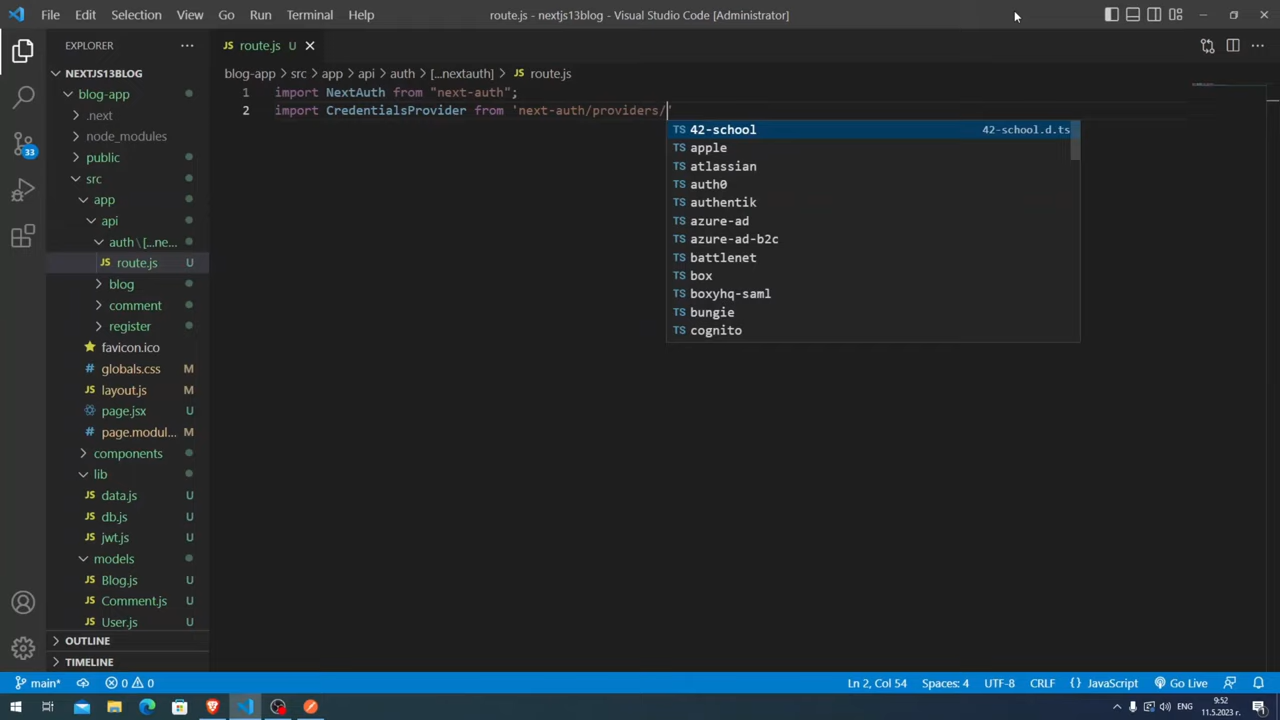 File Edit Selection View Go Run Terminal Help
route.js - nextjs13blog - Visual Studio Code [Administrator]
EXPLORER
route.js U
NEXTJS13BLOG
blog-app > src > app > api > auth > [...nextauth] > JS route.js
blog-app
.next
node_modules
public
src
app
api
auth\[...ne...
JS route.js U
blog
comment
register
favicon.ico
# globals.css M
JS layout.js M
page.jsx U
# page.modul... M
components
lib
JS data.js U
JS db.js U
JS jwt.js U
models
JS Blog.js U
JS Comment.js U
JS User.js U
OUTLINE
TIMELINE
33
1 import NextAuth from "next-auth";
2 import CredentialsProvider from 'next-auth/providers/'
TS 42-school 42-school.d.ts
TS apple
TS atlassian
TS auth0
TS authentik
TS azure-ad
TS azure-ad-b2c
TS battlenet
TS box
TS boxyhq-saml
TS bungie
TS cognito
main* 0 0
Ln 2, Col 54 Spaces: 4 UTF-8 CRLF {} JavaScript Go Live
ENG 9:52
11.5.2023 г.
1